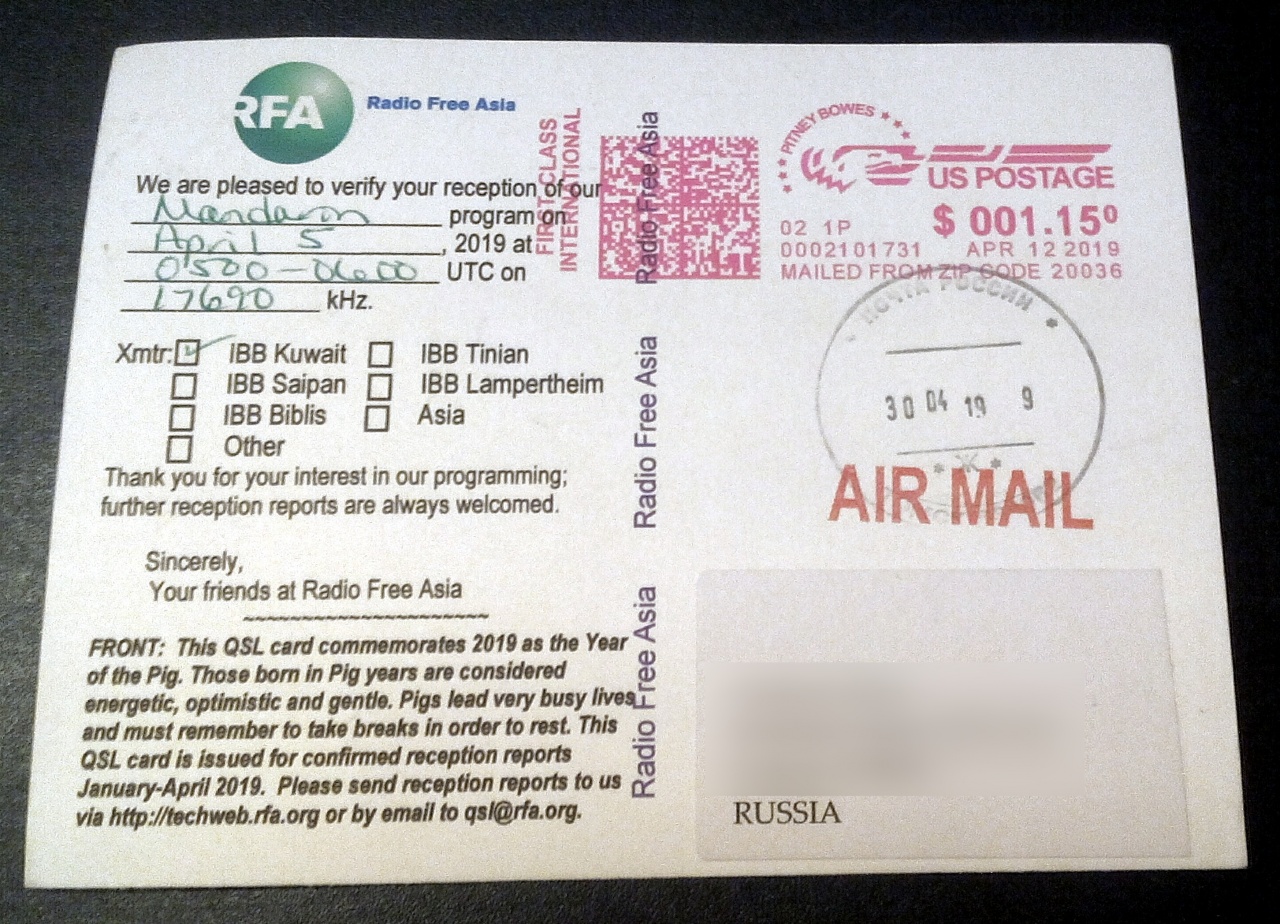 RFA
Radio Free Asia
We are pleased to verify your reception of our
Mandarin program on
April 5, 2019 at
0500-0600 UTC on
17690 kHz.
Xmtr: IBB Kuwait IBB Tinian
IBB Saipan IBB Lampertheim
IBB Biblis Asia
Other
Thank you for your interest in our programming;
further reception reports are always welcomed.
Sincerely,
Your friends at Radio Free Asia
~~~~~~~~~~~~~~~~~~~~
FRONT: This QSL card commemorates 2019 as the Year
of the Pig. Those born in Pig years are considered
energetic, optimistic and gentle. Pigs lead very busy lives
and must remember to take breaks in order to rest. This
QSL card is issued for confirmed reception reports
January-April 2019. Please send reception reports to us
via http://techweb.rfa.org or by email to qsl@rfa.org.
Radio Free Asia
Radio Free Asia
Radio Free Asia
FIRST-CLASS
INTERNATIONAL
PITNEY BOWES
US POSTAGE
02 1P $ 001.15⁰
0002101731 APR 12 2019
MAILED FROM ZIP CODE 20036
ПОЧТА РОССИИ
30 04 19 9
* Ж *
AIR MAIL
RUSSIA